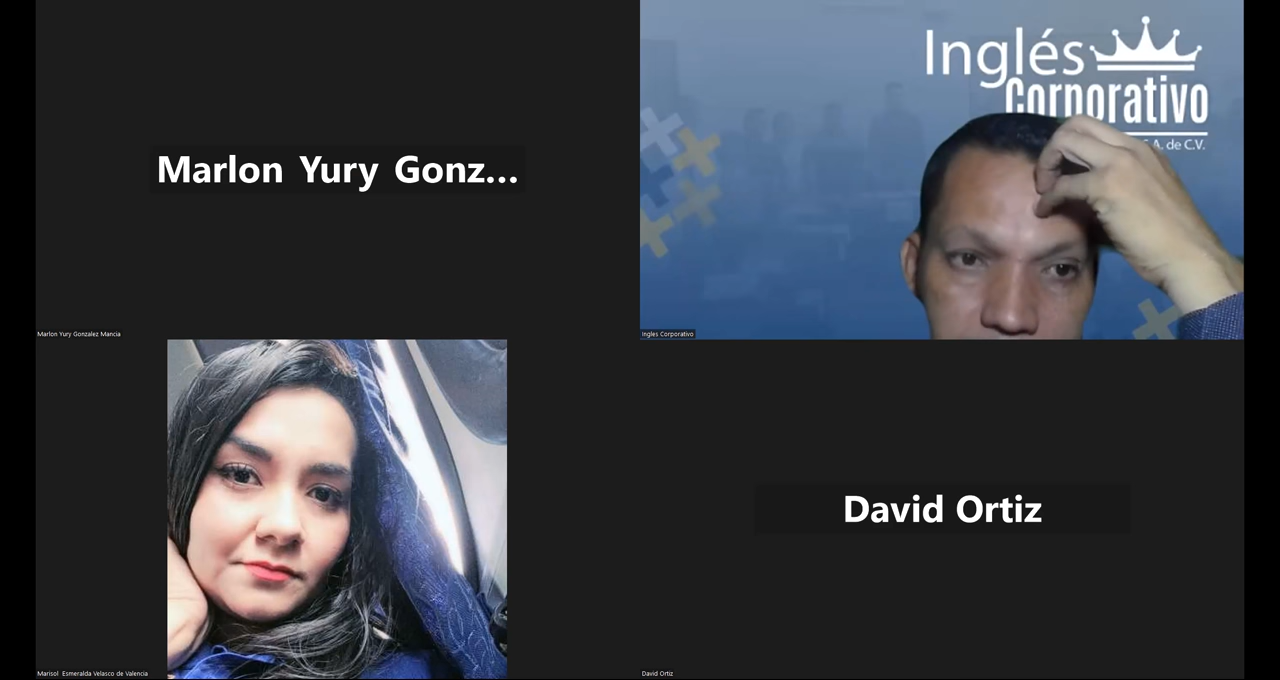 Marlon Yury Gonz...
Marlon Yury Gonzalez Mancia
Inglés
Corporativo
S.A. de C.V.
Ingles Corporativo
Marisol Esmeralda Velasco de Valencia
David Ortiz
David Ortiz